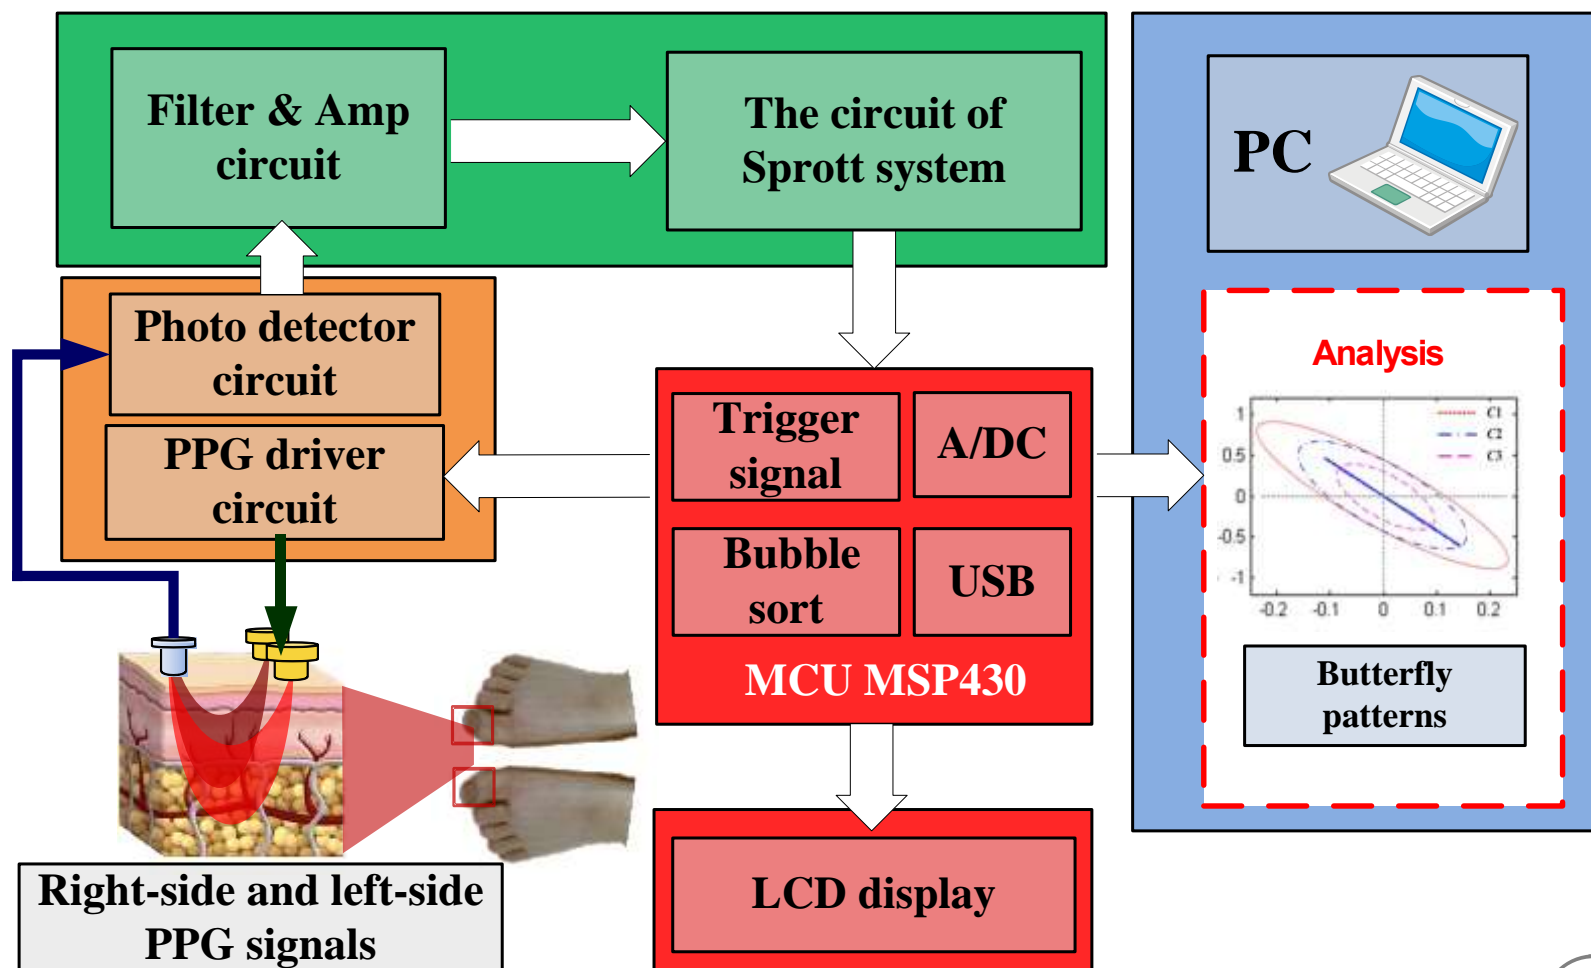 Filter & Amp
circuit
The circuit of
Sprott system
PC
Photo detector
circuit
PPG driver
circuit
Trigger
signal
A/DC
Bubble
sort
USB
MCU MSP430
Analysis
1
0.5
0
-0.5
-1
-0.2
-0.1
0
0.1
0.2
C1
C2
C3
Butterfly
patterns
LCD display
Right-side and left-side
PPG signals